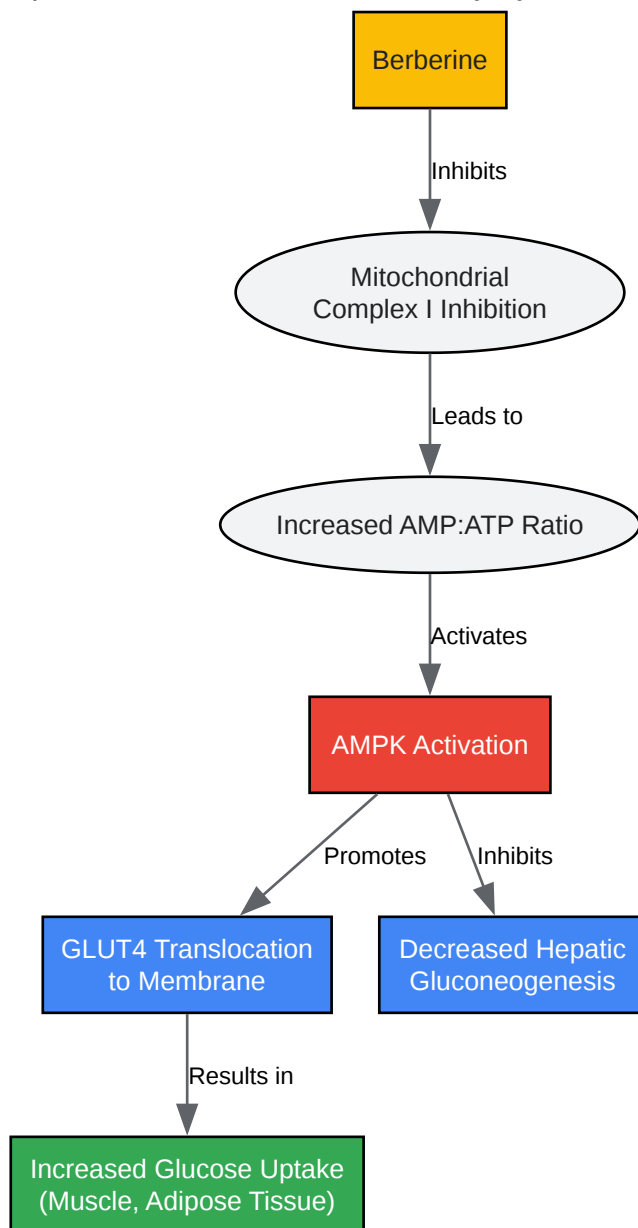 Berberine
Inhibits
Mitochondrial
Complex I Inhibition
Leads to
Increased AMP:ATP Ratio
Activates
AMPK Activation
Promotes
Inhibits
GLUT4 Translocation
to Membrane
Decreased Hepatic
Gluconeogenesis
Results in
Increased Glucose Uptake
(Muscle, Adipose Tissue)